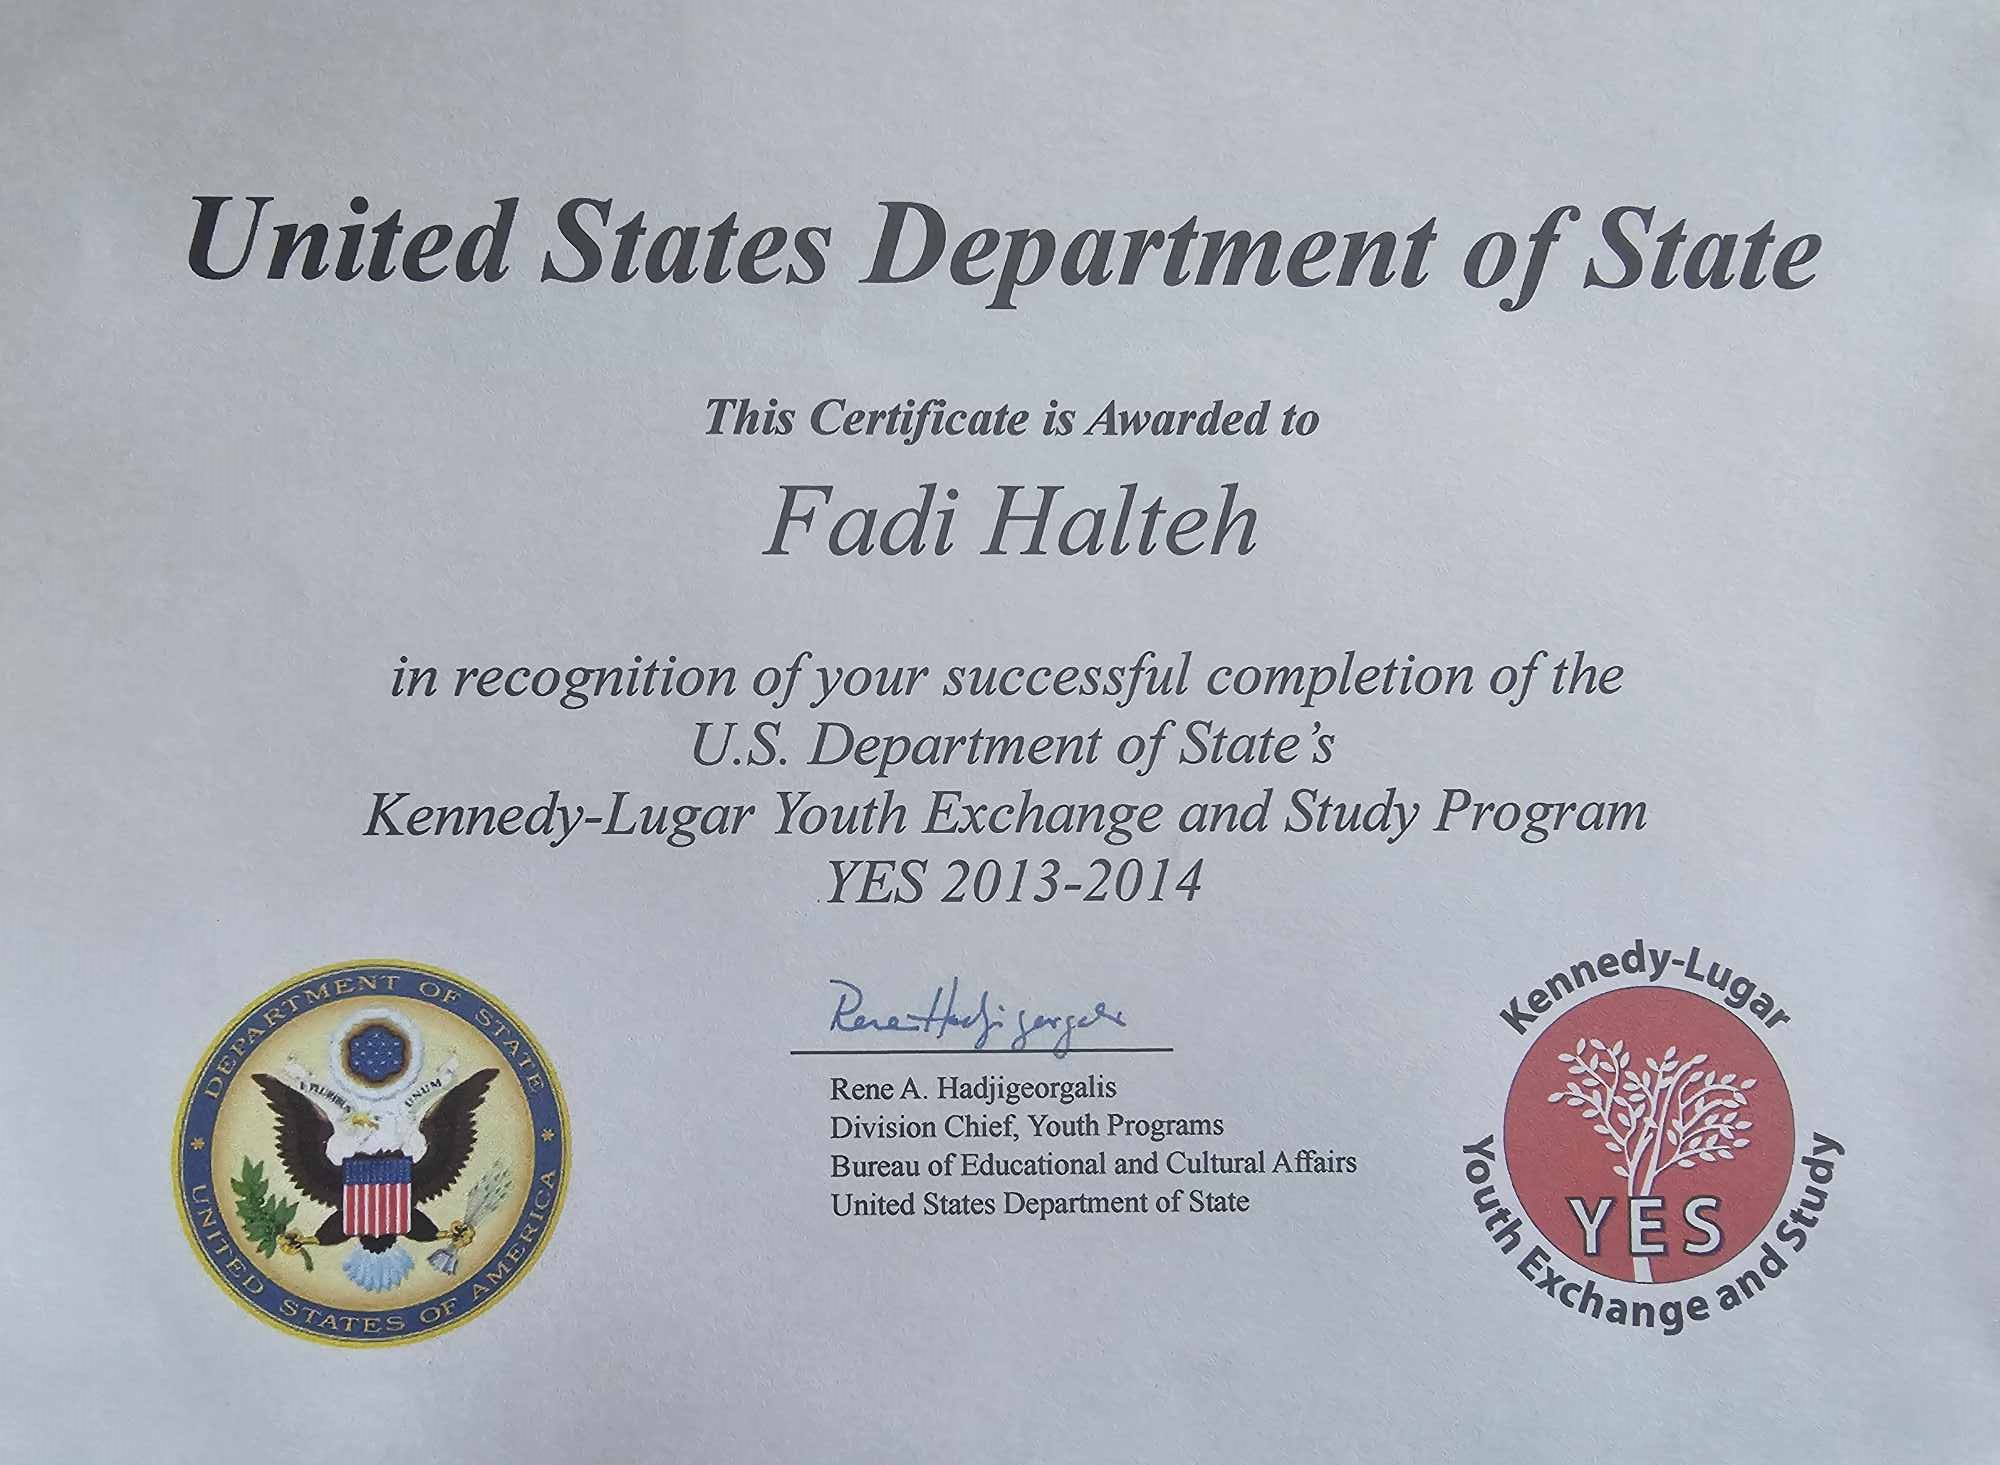 United States Department of State
This Certificate is Awarded to
Fadi Halteh
in recognition of your successful completion of the
U.S. Department of State's
Kennedy-Lugar Youth Exchange and Study Program
YES 2013-2014
DEPARTMENT OF STATE
PLURIBUS UNUM
* UNITED STATES OF AMERICA *
Rene Hadjigeorgalis
Rene A. Hadjigeorgalis
Division Chief, Youth Programs
Bureau of Educational and Cultural Affairs
United States Department of State
Kennedy-Lugar
YES
Youth Exchange and Study